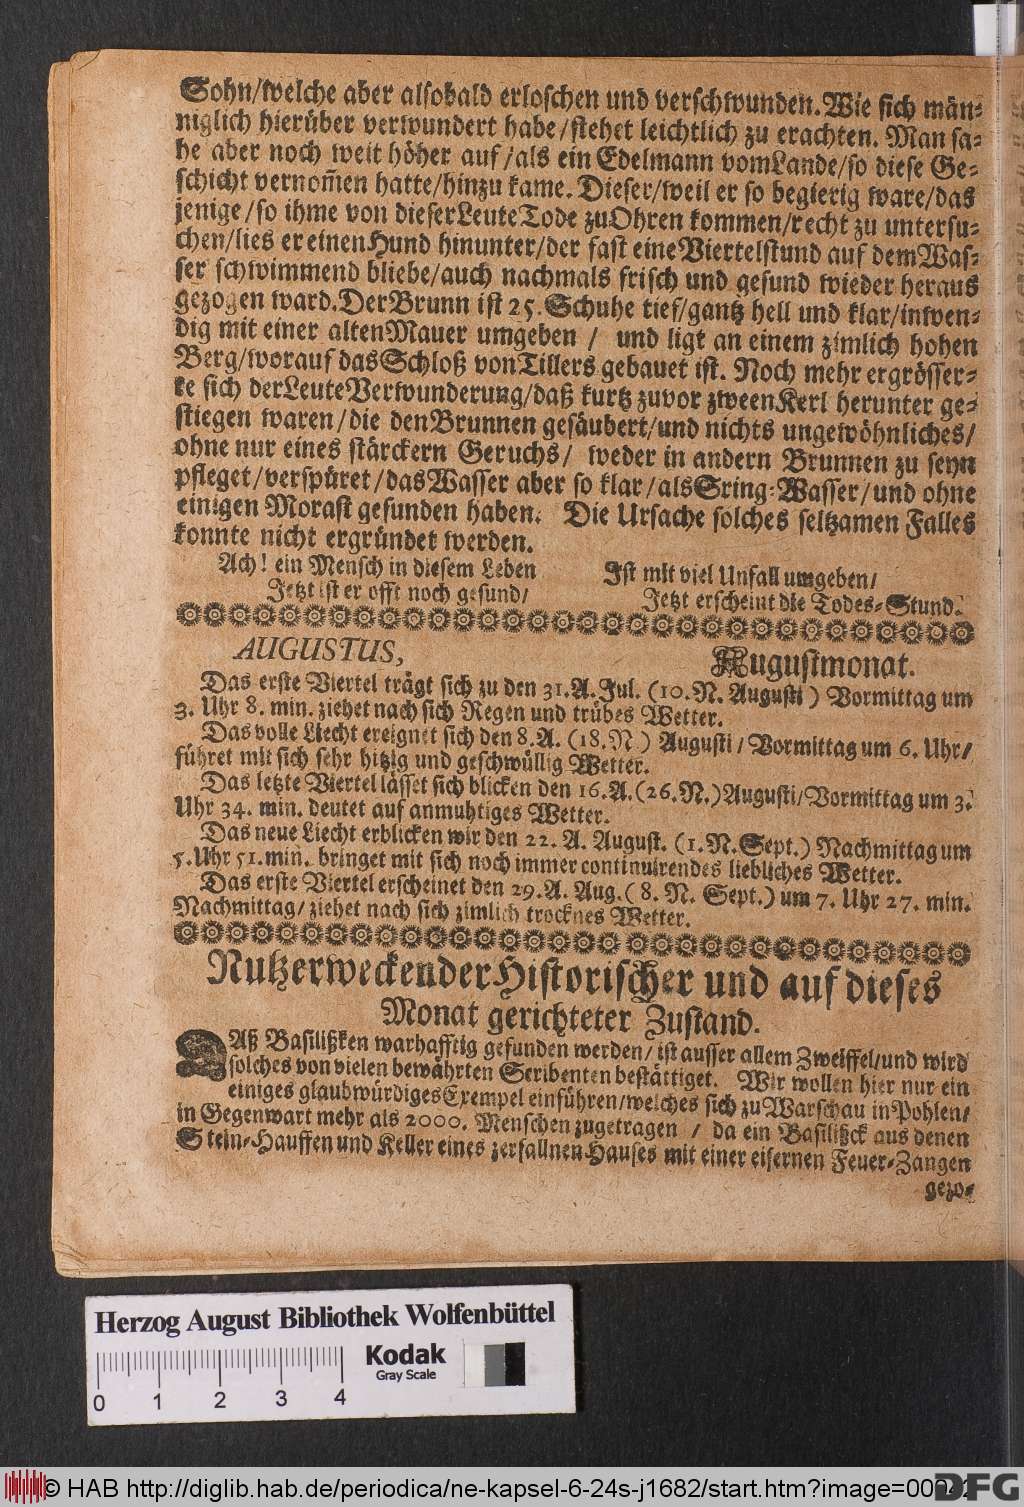 Sohn/welche aber alsobald erloschen und verschwunden. Wie sich män-
niglich hierüber verwundert habe/stehet leichtlich zu erachten. Man sa-
he aber noch weit höher auf/als ein Edelmann vom Lande/so diese Ge-
schicht vernom̃en hatte/hinzu kame. Dieser/weil er so begierig ware/das
jenige/so ihme von dieser Leute Tode zu Ohren kommen/recht zu untersu-
chen/lies er einen Hund hinunter/der fast eine Viertelstund auf dem Was-
ser schwimmend bliebe/auch nachmals frisch und gesund wieder heraus
gezogen ward. Der Brunn ist 25. Schuhe tief/gantz hell und klar/inwen-
dig mit einer alten Mauer umgeben / und ligt an einem zimlich hohen
Berg/worauf das Schloß von Tillers gebauet ist. Noch mehr ergrösser-
te sich der Leute Verwunderung/daß kurtz zuvor zween Kerl herunter ge-
stiegen waren/die den Brunnen gesäubert/und nichts ungewöhnliches/
ohne nur eines stärckern Geruchs/ weder in andern Brunnen zu seyn
pfleget/verspüret/das Wasser aber so klar/als Sring-Wasser/und ohne
einigen Morast gefunden haben. Die Ursache solches seltzamen Falles
konnte nicht ergründet werden.
Ach! ein Mensch in diesem Leben
Jetzt ist er offt noch gesund/
Ist mit viel Unfall umgeben/
Jetzt erscheint die Todes-Stund.
AUGUSTUS,
Augustmonat.
Das erste Viertel trägt sich zu den 31. A. Jul. (10. N. Augusti) Vormittag um
3. Uhr 8. min. ziehet nach sich Regen und trübes Wetter.
Das volle Liecht ereignet sich den 8. A. (18. N) Augusti/ Vormittag um 6. Uhr/
führet mit sich sehr hitzig und geschwüllig Wetter.
Das letzte Viertel lässet sich blicken den 16. A. (26. N.) Augusti/Vormittag um 3.
Uhr 34. min. deutet auf anmuhtiges Wetter.
Das neue Liecht erblicken wir den 22. A. August. (1. N. Sept.) Nachmittag um
5. Uhr 51. min. bringet mit sich noch immer continuirendes liebliches Wetter.
Das erste Viertel erscheinet den 29. A. Aug. (8. N. Sept.) um 7. Uhr 27. min.
Nachmittag/ ziehet nach sich zimlich trocknes Wetter.
Nutzerweckender Historischer und auf dieses
Monat gerichteter Zustand.
DAß Basilißken warhafftig gefunden werden/ ist ausser allem Zweiffel/und wird
solches von vielen bewährten Scribenten bestättiget. Wir wollen hier nur ein
einiges glaubwürdiges Exempel einführen/welches sich zu Warschau in Pohlen/
in Gegenwart mehr als 2000. Menschen zugetragen / da ein Basilißck aus denen
Stein-Hauffen und Keller eines zerfallnen Hauses mit einer eisernen Feuer-Zangen
gezo-
Herzog August Bibliothek Wolfenbüttel
Kodak
Gray Scale
0 1 2 3 4
© HAB http://diglib.hab.de/periodica/ne-kapsel-6-24s-j1682/start.htm?image=00042
DFG